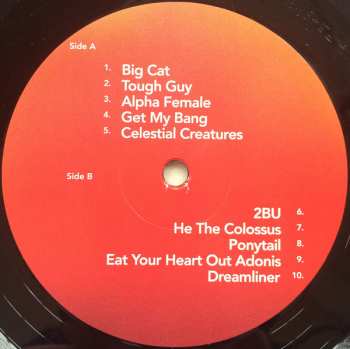 Side A
1. Big Cat
2. Tough Guy
3. Alpha Female
4. Get My Bang
5. Celestial Creatures
Side B
2BU 6.
He The Colossus 7.
Ponytail 8.
Eat Your Heart Out Adonis 9.
Dreamliner 10.